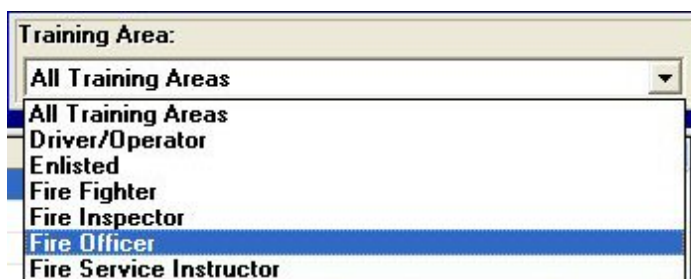 Training Area:
All Training Areas
All Training Areas
Driver/Operator
Enlisted
Fire Fighter
Fire Inspector
Fire Officer
Fire Service Instructor